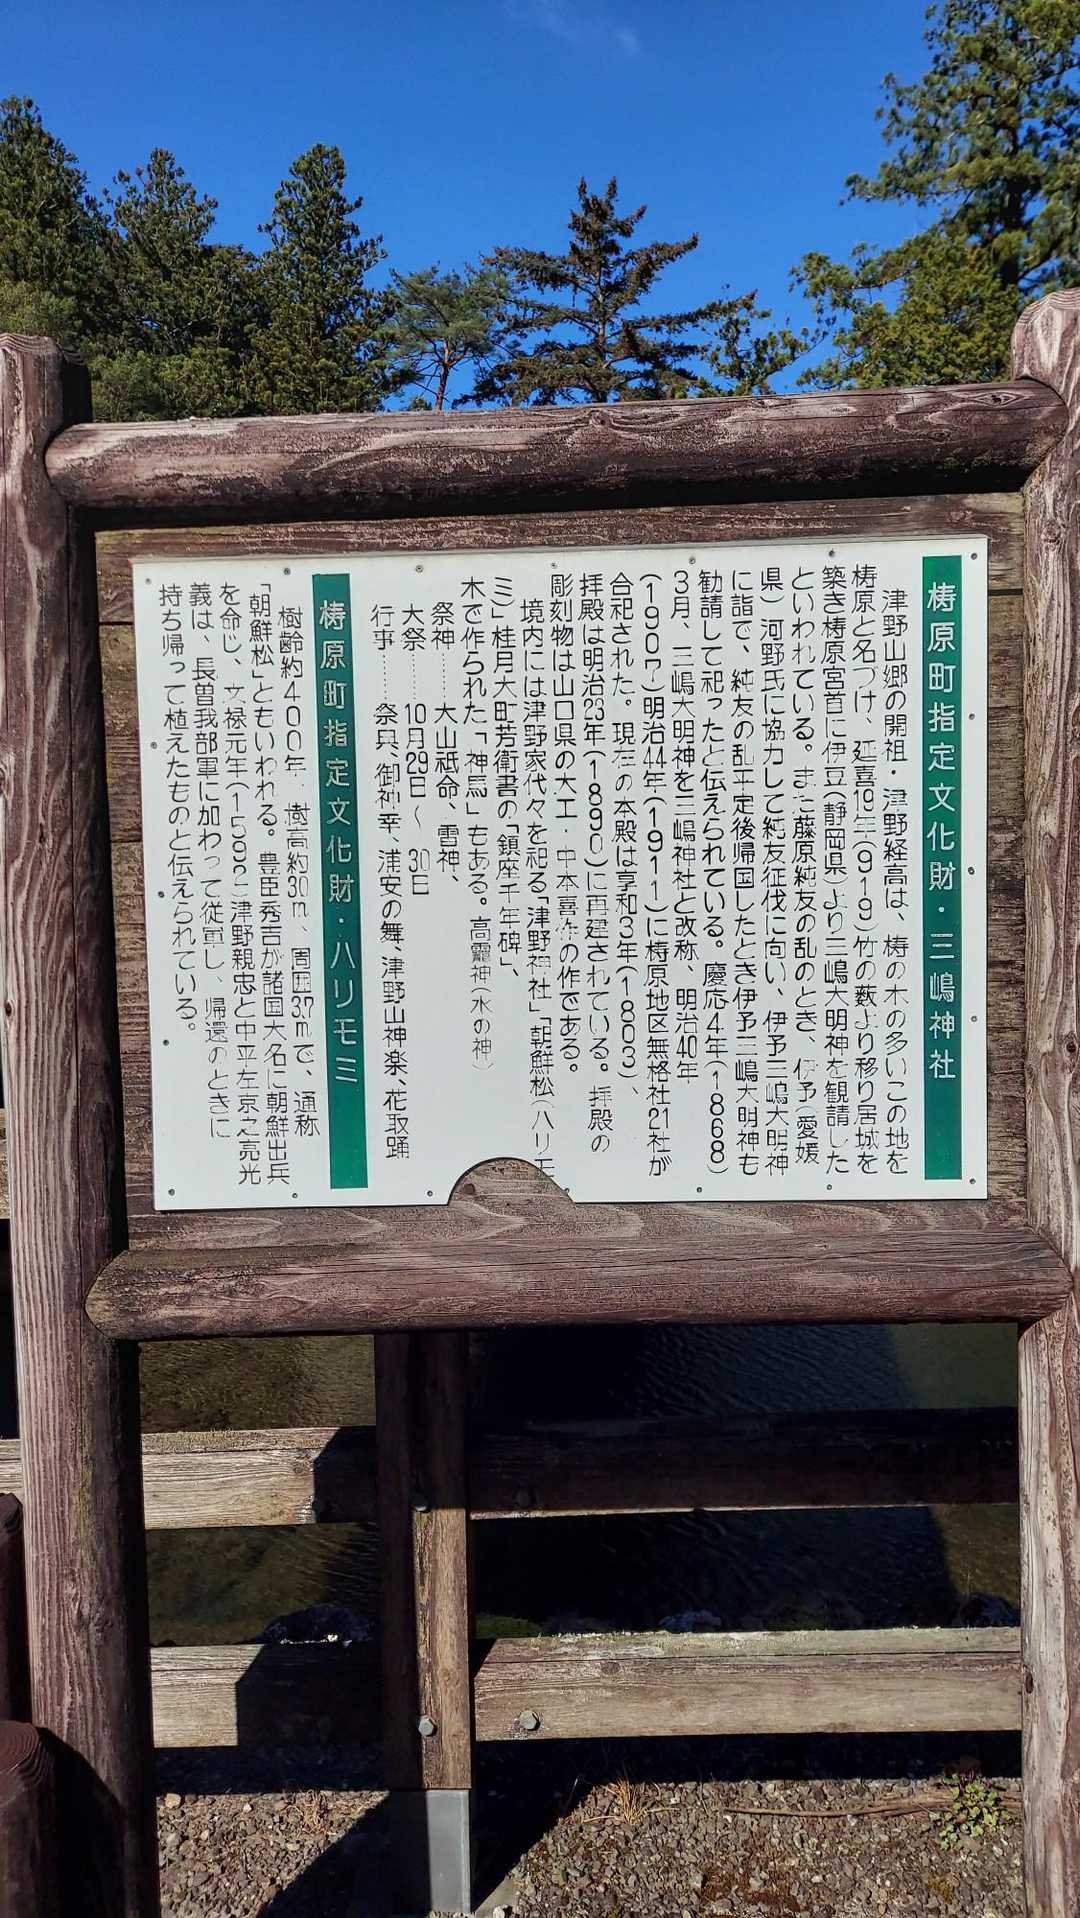 梼原町指定文化財・三嶋神社
津野山郷の開祖・津野経高は、梼の木の多いこの地を
梼原と名づけ、延喜19年(919)竹の藪より移り居城を
築き梼原宮首に伊豆(静岡県)より三嶋大明神を観請した
といわれている。また藤原純友の乱のとき、伊予(愛媛
県)河野氏に協力して純友征伐に向い、伊予三嶋大明神
に詣で、純友の乱平定後帰国したとき伊予三嶋大明神も
勧請して祀ったと伝えられている。慶応4年(1868)
3月、三嶋大明神を三嶋神社と改称、明治40年
(1907)明治44年(1911)に梼原地区無格社21社が
合祀された。現在の本殿は享和3年(1803)、
拝殿は明治23年(1890)に再建されている。拝殿の
彫刻物は山口県の大工・中本喜作の作である。
境内には津野家代々を祀る「津野神社」「朝鮮松(ハリモ
ミ)」桂月大町芳衛書の「鎮座千年碑」、
木で作られた「神馬」もある。高龗神(水の神)
祭神……大山祇命、雷神、
大祭……10月29日〜30日
行事……祭典、御神幸、浦安の舞、津野山神楽、花取踊
梼原町指定文化財・ハリモミ
樹齢約400年、樹高約30m、周囲3.7mで、通称
「朝鮮松」ともいわれる。豊臣秀吉が諸国大名に朝鮮出兵
を命じ、文禄元年(1592)津野親忠と中平左京之亮光
義は、長曽我部軍に加わって従軍し、帰還のときに
持ち帰って植えたものと伝えられている。